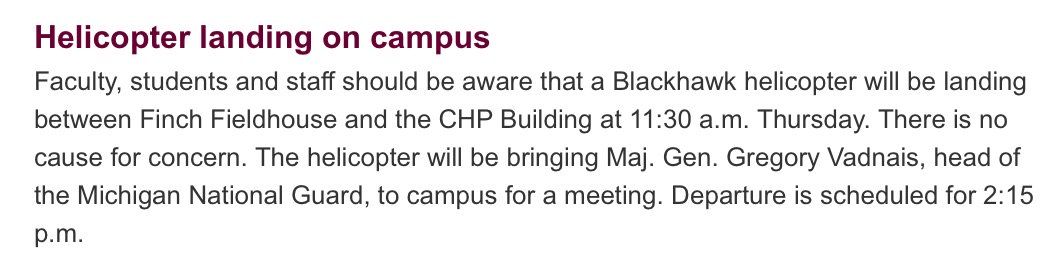 Helicopter landing on campus
Faculty, students and staff should be aware that a Blackhawk helicopter will be landing
between Finch Fieldhouse and the CHP Building at 11:30 a.m. Thursday. There is no
cause for concern. The helicopter will be bringing Maj. Gen. Gregory Vadnais, head of
the Michigan National Guard, to campus for a meeting. Departure is scheduled for 2:15
p.m.